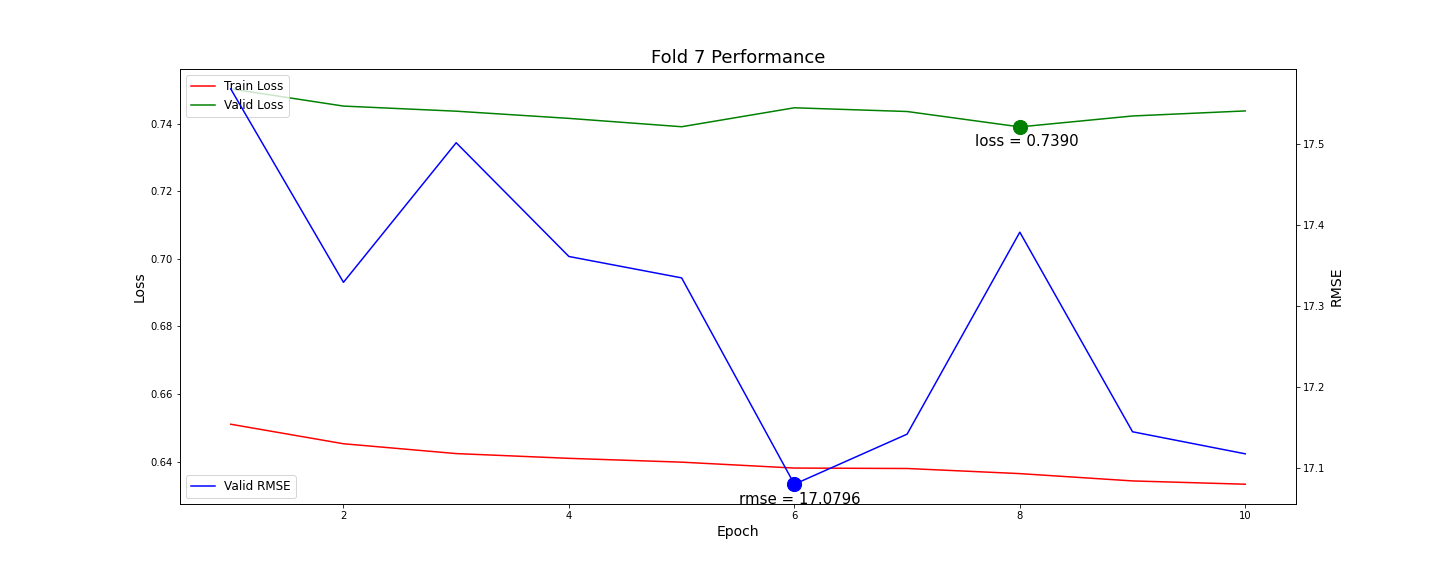 Fold 7 Performance
Train Loss
Valid Loss
0.74
0.72
0.70
0.68
0.66
0.64
Loss
loss = 0.7390
17.5
17.4
17.3
17.2
17.1
RMSE
Valid RMSE
rmse = 17.0796
2
4
6
8
10
Epoch